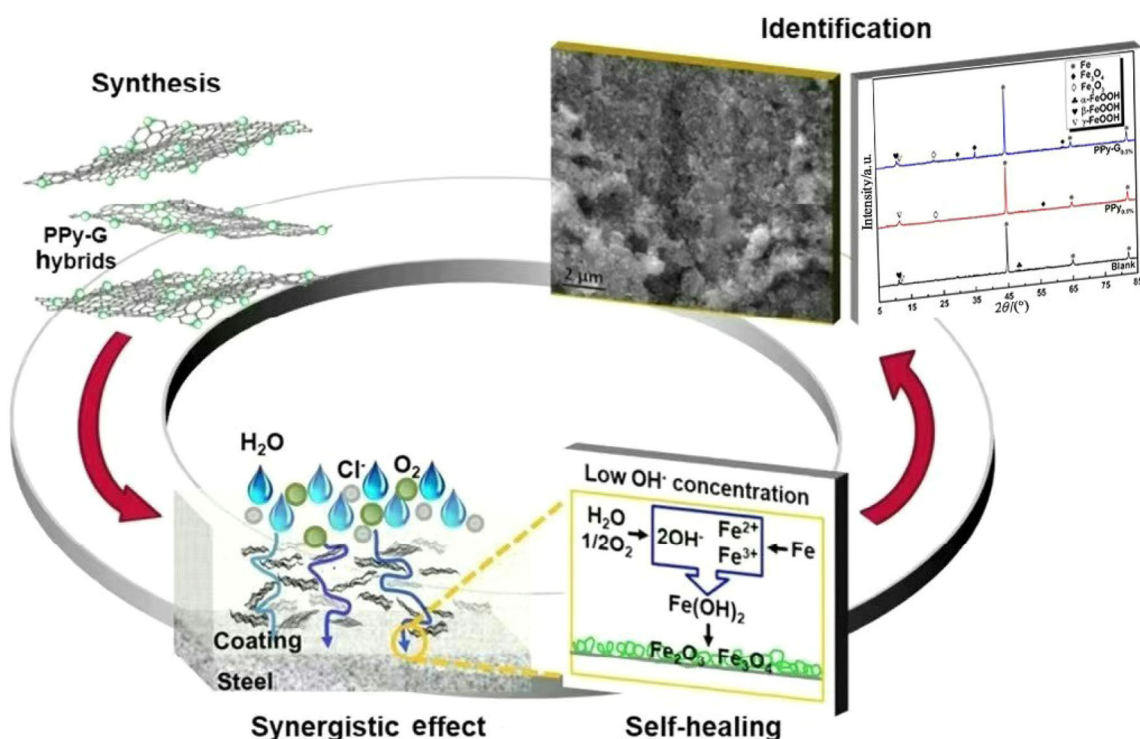 Identification
Synthesis
PPy-G
hybrids
2 μm
Intensity/a.u.
Fe
Fe₃O₄
Fe₂O₃
α-FeOOH
β-FeOOH
γ-FeOOH
PPy-G₀.₅%
PPy₀.₅%
Blank
5 15 25 35 45 55 65 75 85
2θ/(°)
H₂O
Cl⁻
O₂
Coating
Steel
Synergistic effect
Low OH⁻ concentration
H₂O
1/2O₂
2OH⁻
Fe²⁺
Fe³⁺
Fe
Fe(OH)₂
Fe₂O₃ Fe₃O₄
Self-healing